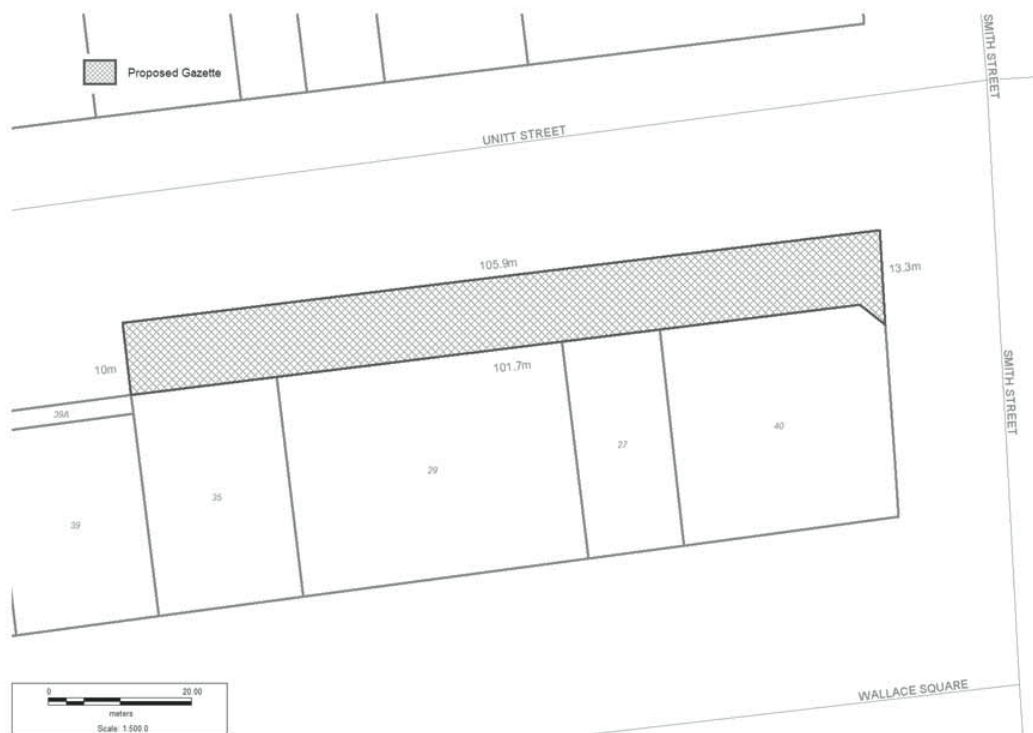 SMITH STREET
Proposed Gazette
UNITT STREET
105.9m
13.3m
10m
101.7m
SMITH STREET
39A
39
35
29
27
40
0 20.00
meters
Scale: 1:500.0
WALLACE SQUARE